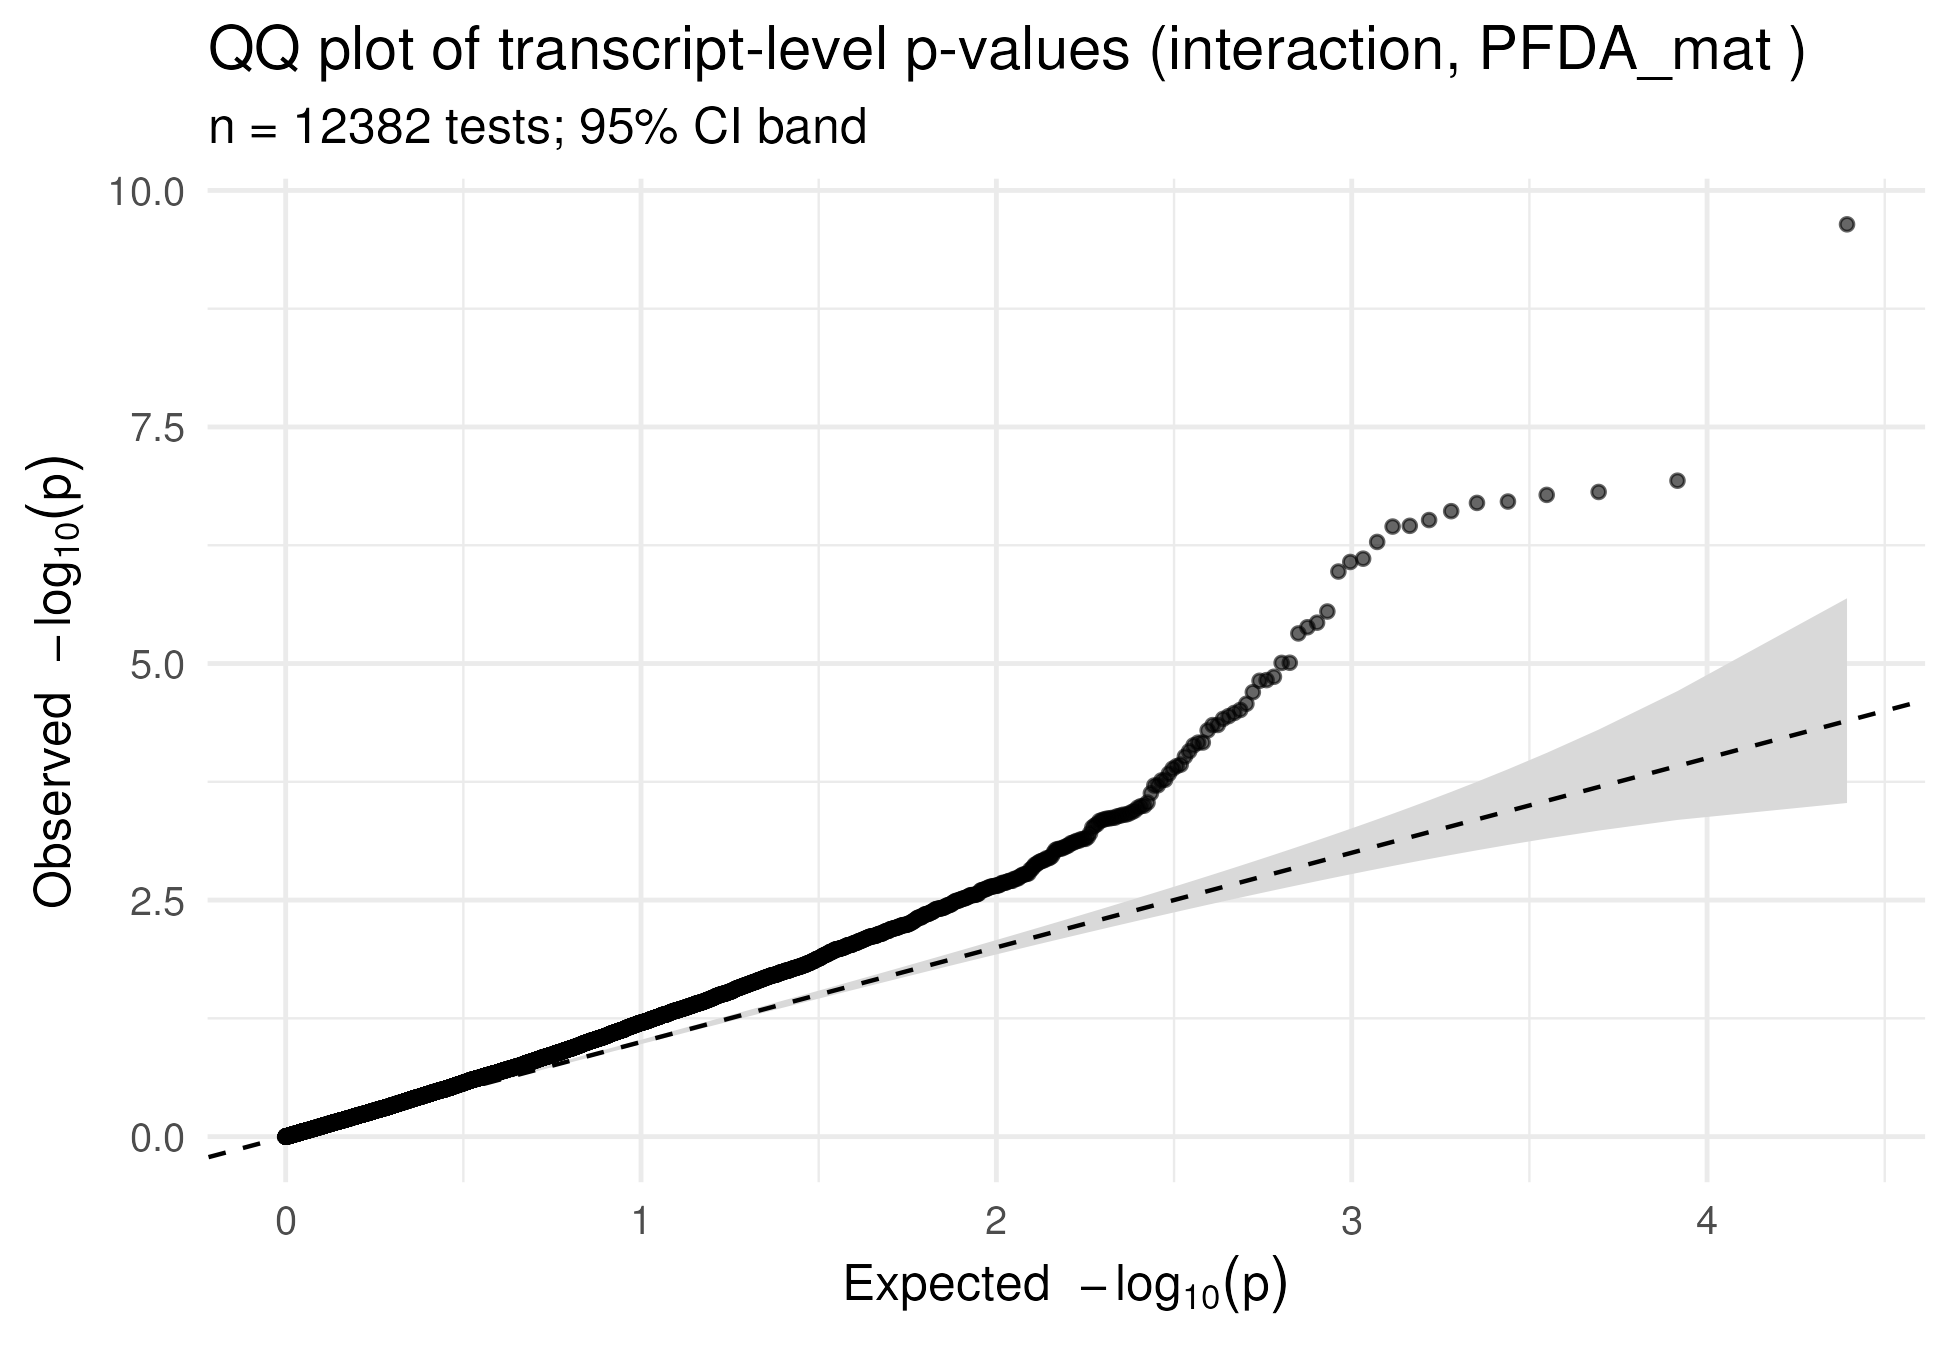 QQ plot of transcript-level p-values (interaction, PFDA_mat )
n = 12382 tests; 95% CI band
10.0
7.5
5.0
2.5
0.0
Observed −log10(p)
0 1 2 3 4
Expected −log10(p)